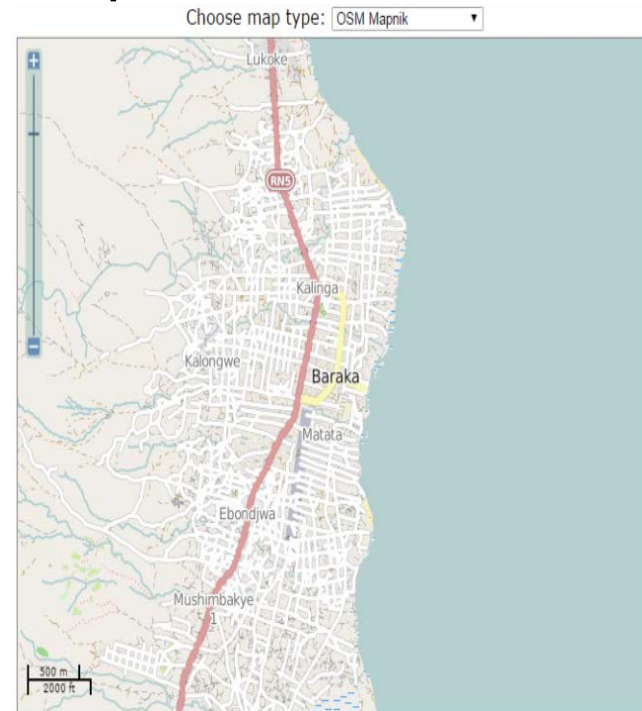 Choose map type: OSM Mapnik
+
Lukoke
RN5
Kalinga
−
Kalongwe
Baraka
Matata
Ebondjwa
Mushimbakye
1
500 m
2000 ft